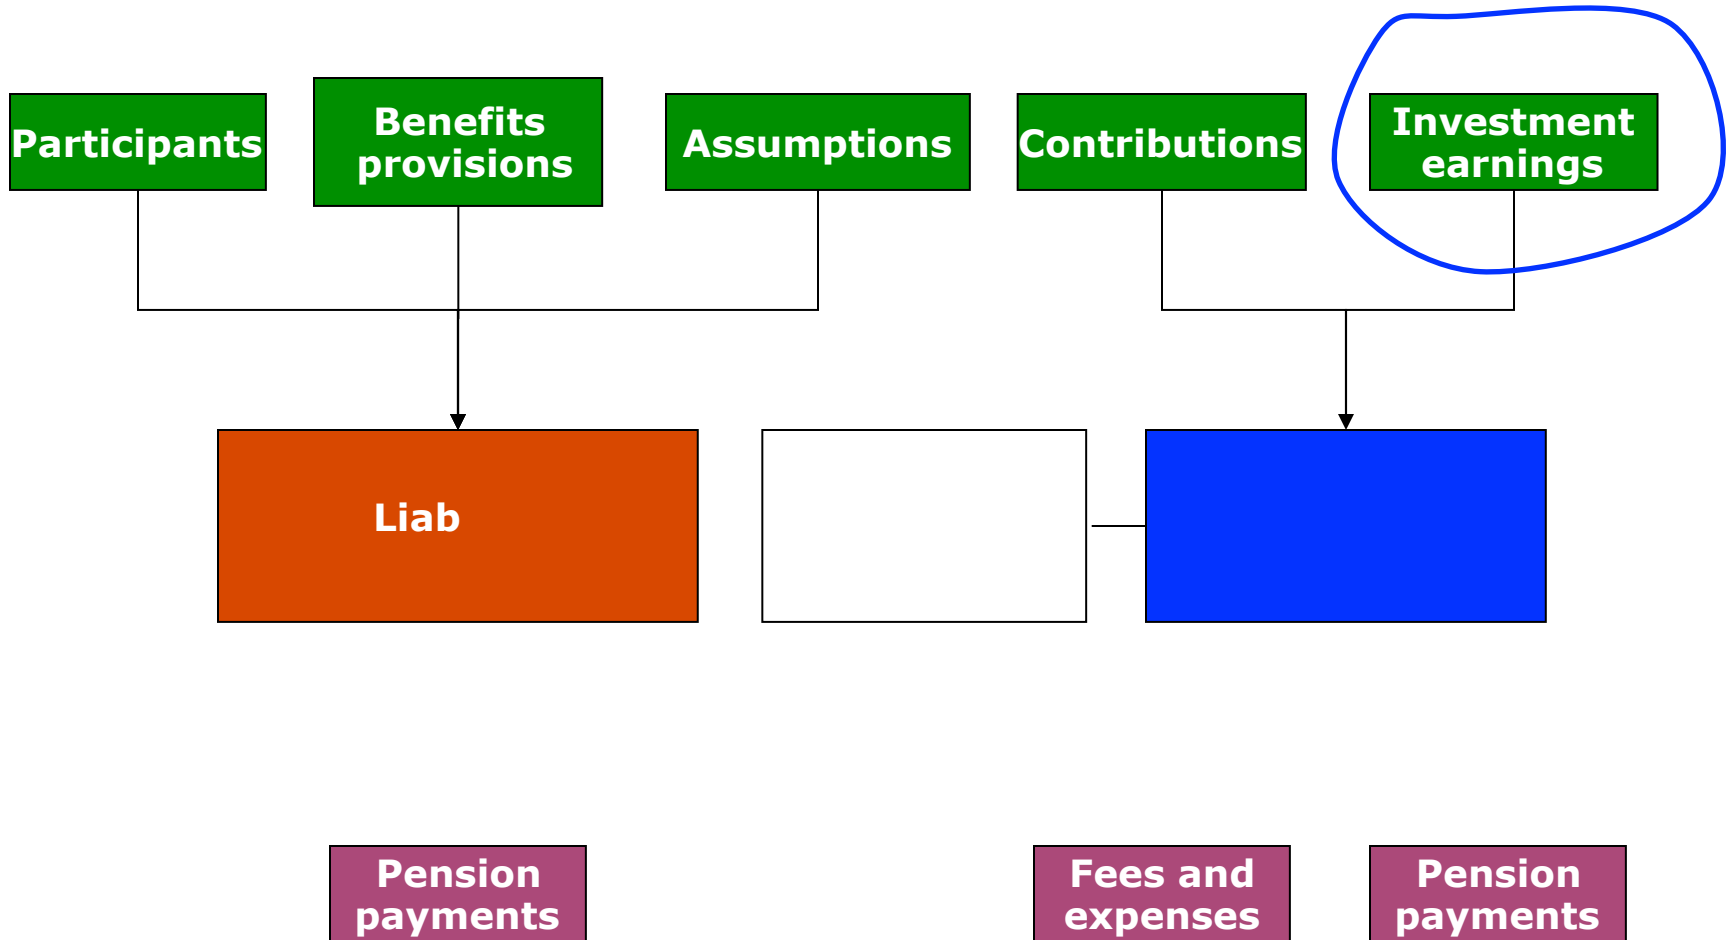 Participants
Benefits
provisions
Assumptions
Contributions
Investment
earnings
Liab
Pension
payments
Fees and
expenses
Pension
payments